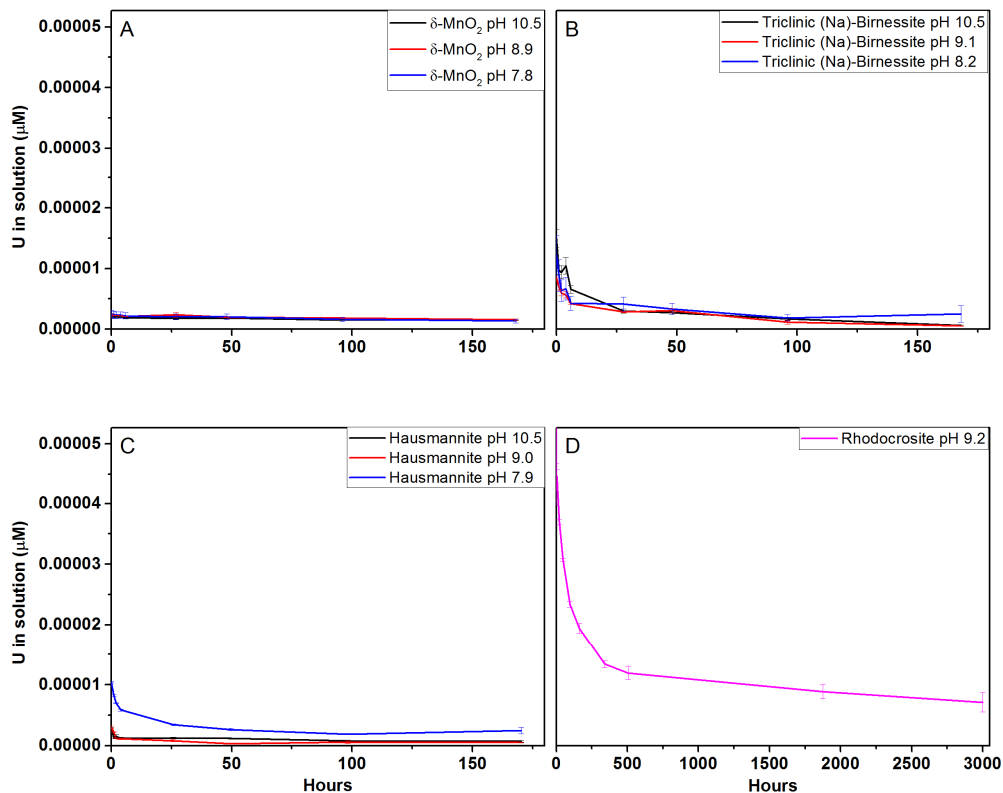 A
δ-MnO₂ pH 10.5
δ-MnO₂ pH 8.9
δ-MnO₂ pH 7.8
U in solution (μM)
0.00005
0.00004
0.00003
0.00002
0.00001
0.00000
0 50 100 150
B
Triclinic (Na)-Birnessite pH 10.5
Triclinic (Na)-Birnessite pH 9.1
Triclinic (Na)-Birnessite pH 8.2
0 50 100 150
C
Hausmannite pH 10.5
Hausmannite pH 9.0
Hausmannite pH 7.9
U in solution (μM)
0.00005
0.00004
0.00003
0.00002
0.00001
0.00000
0 50 100 150
Hours
D
Rhodocrosite pH 9.2
0 500 1000 1500 2000 2500 3000
Hours